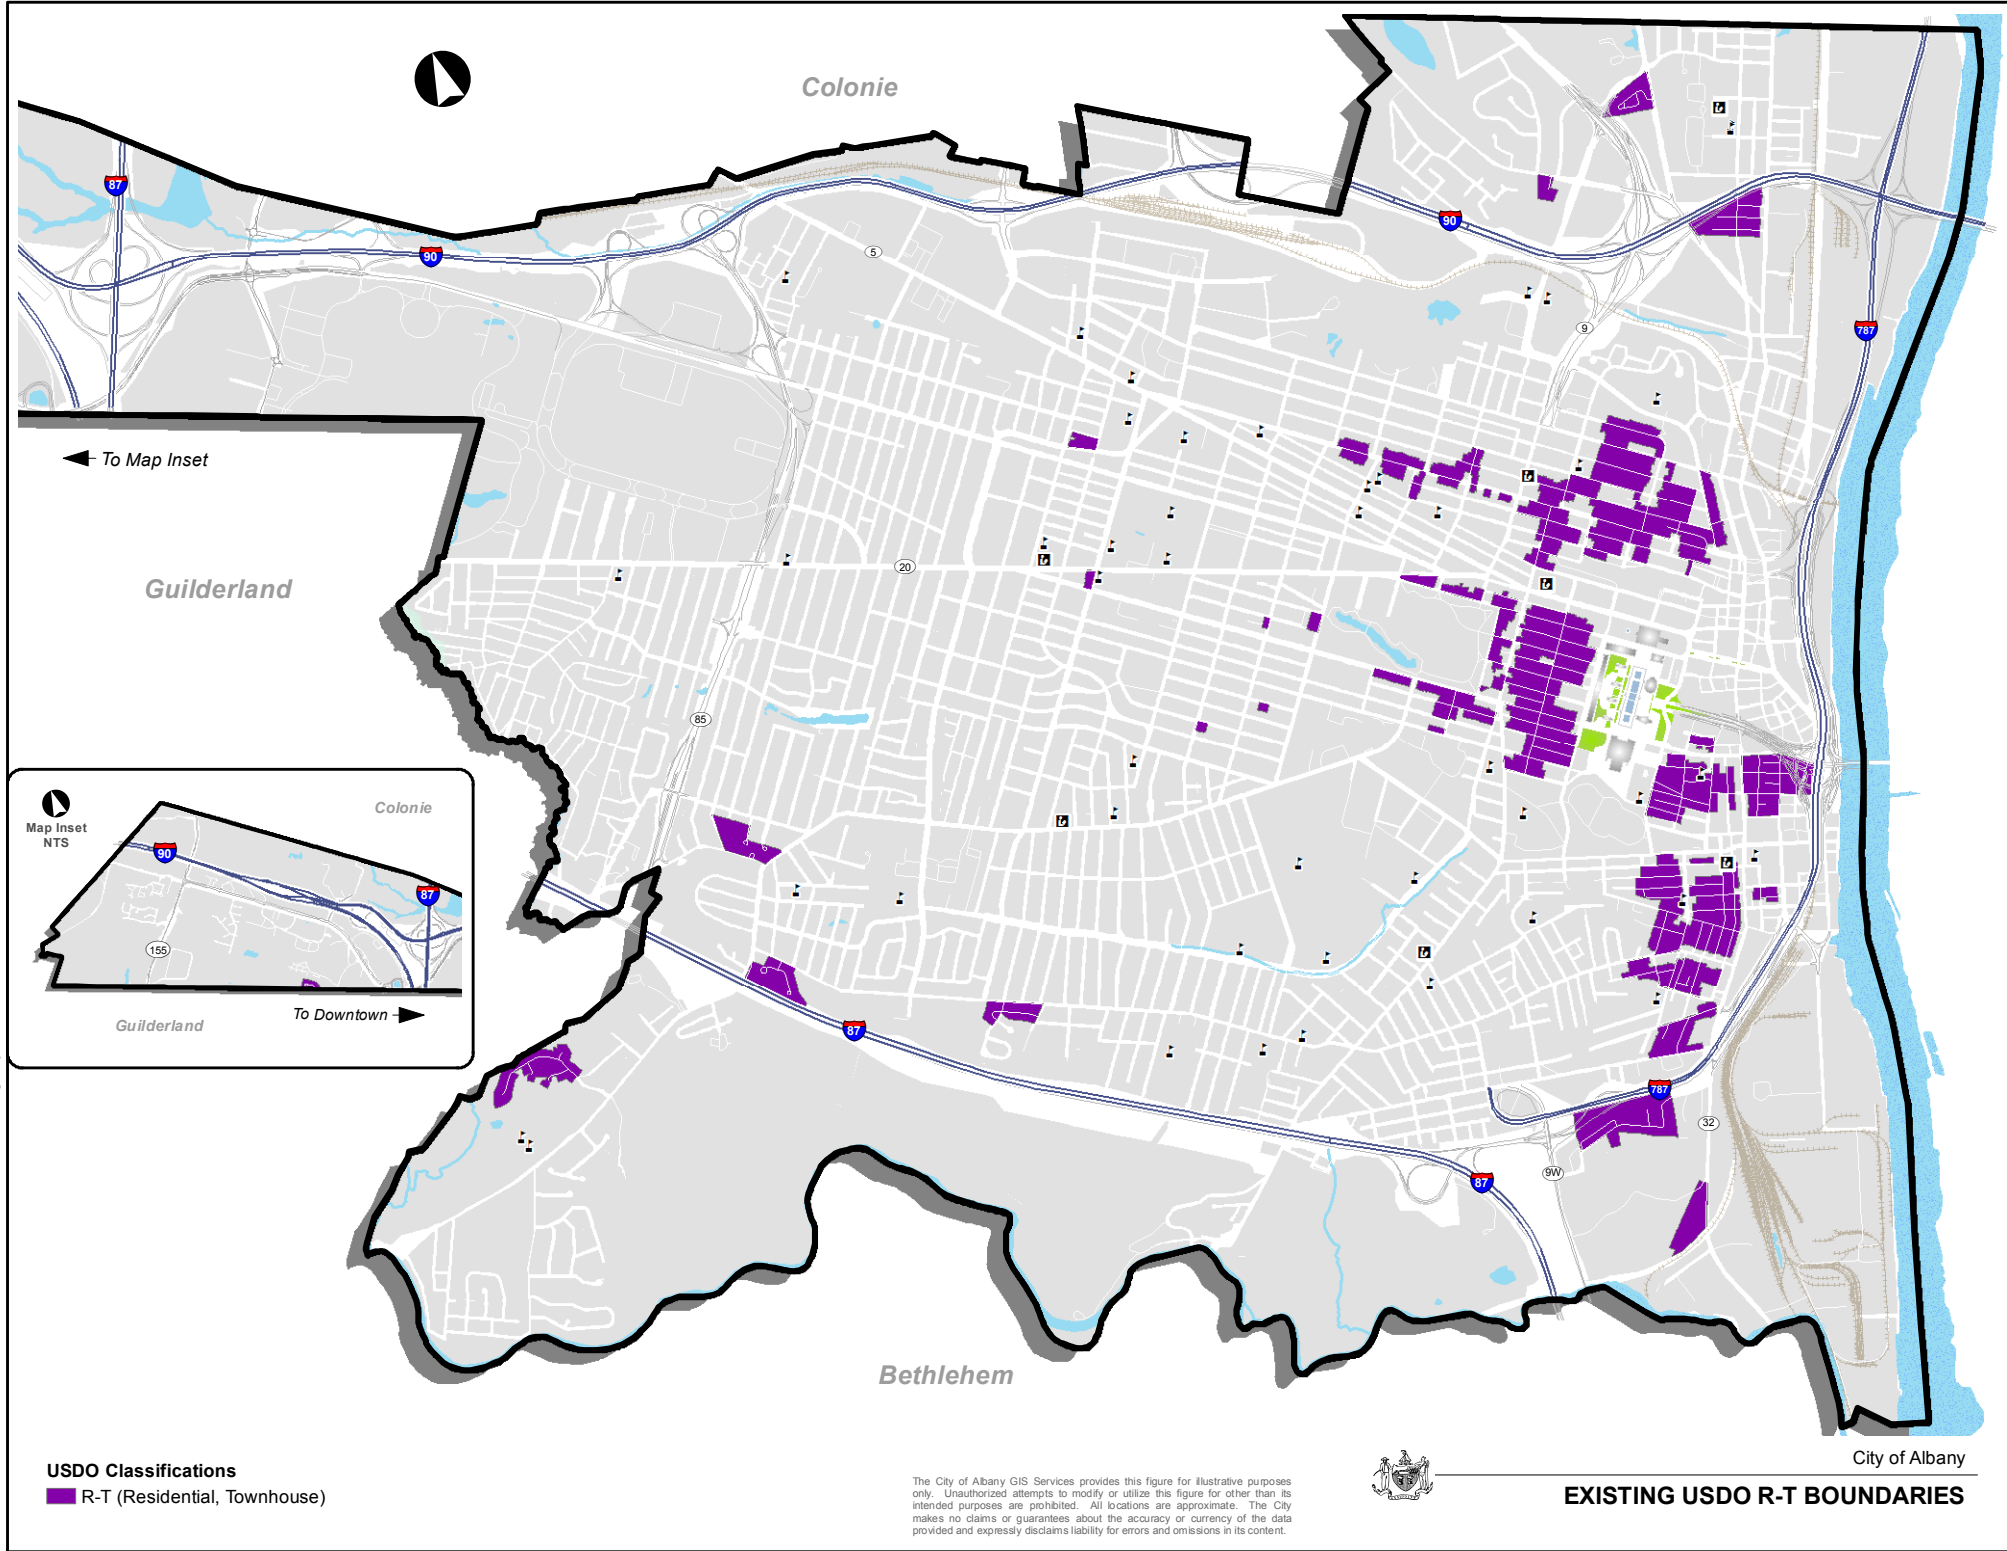 Colonie
87
90
5
90
9
787
To Map Inset
Guilderland
20
85
Map Inset
NTS
Colonie
90
87
155
To Downtown
Guilderland
87
787
32
9W
87
Bethlehem
USDO Classifications
R-T (Residential, Townhouse)
The City of Albany GIS Services provides this figure for illustrative purposes
only. Unauthorized attempts to modify or utilize this figure for other than its
intended purposes are prohibited. All locations are approximate. The City
makes no claims or guarantees about the accuracy or currency of the data
provided and expressly disclaims liability for errors and omissions in its content.
City of Albany
EXISTING USDO R-T BOUNDARIES